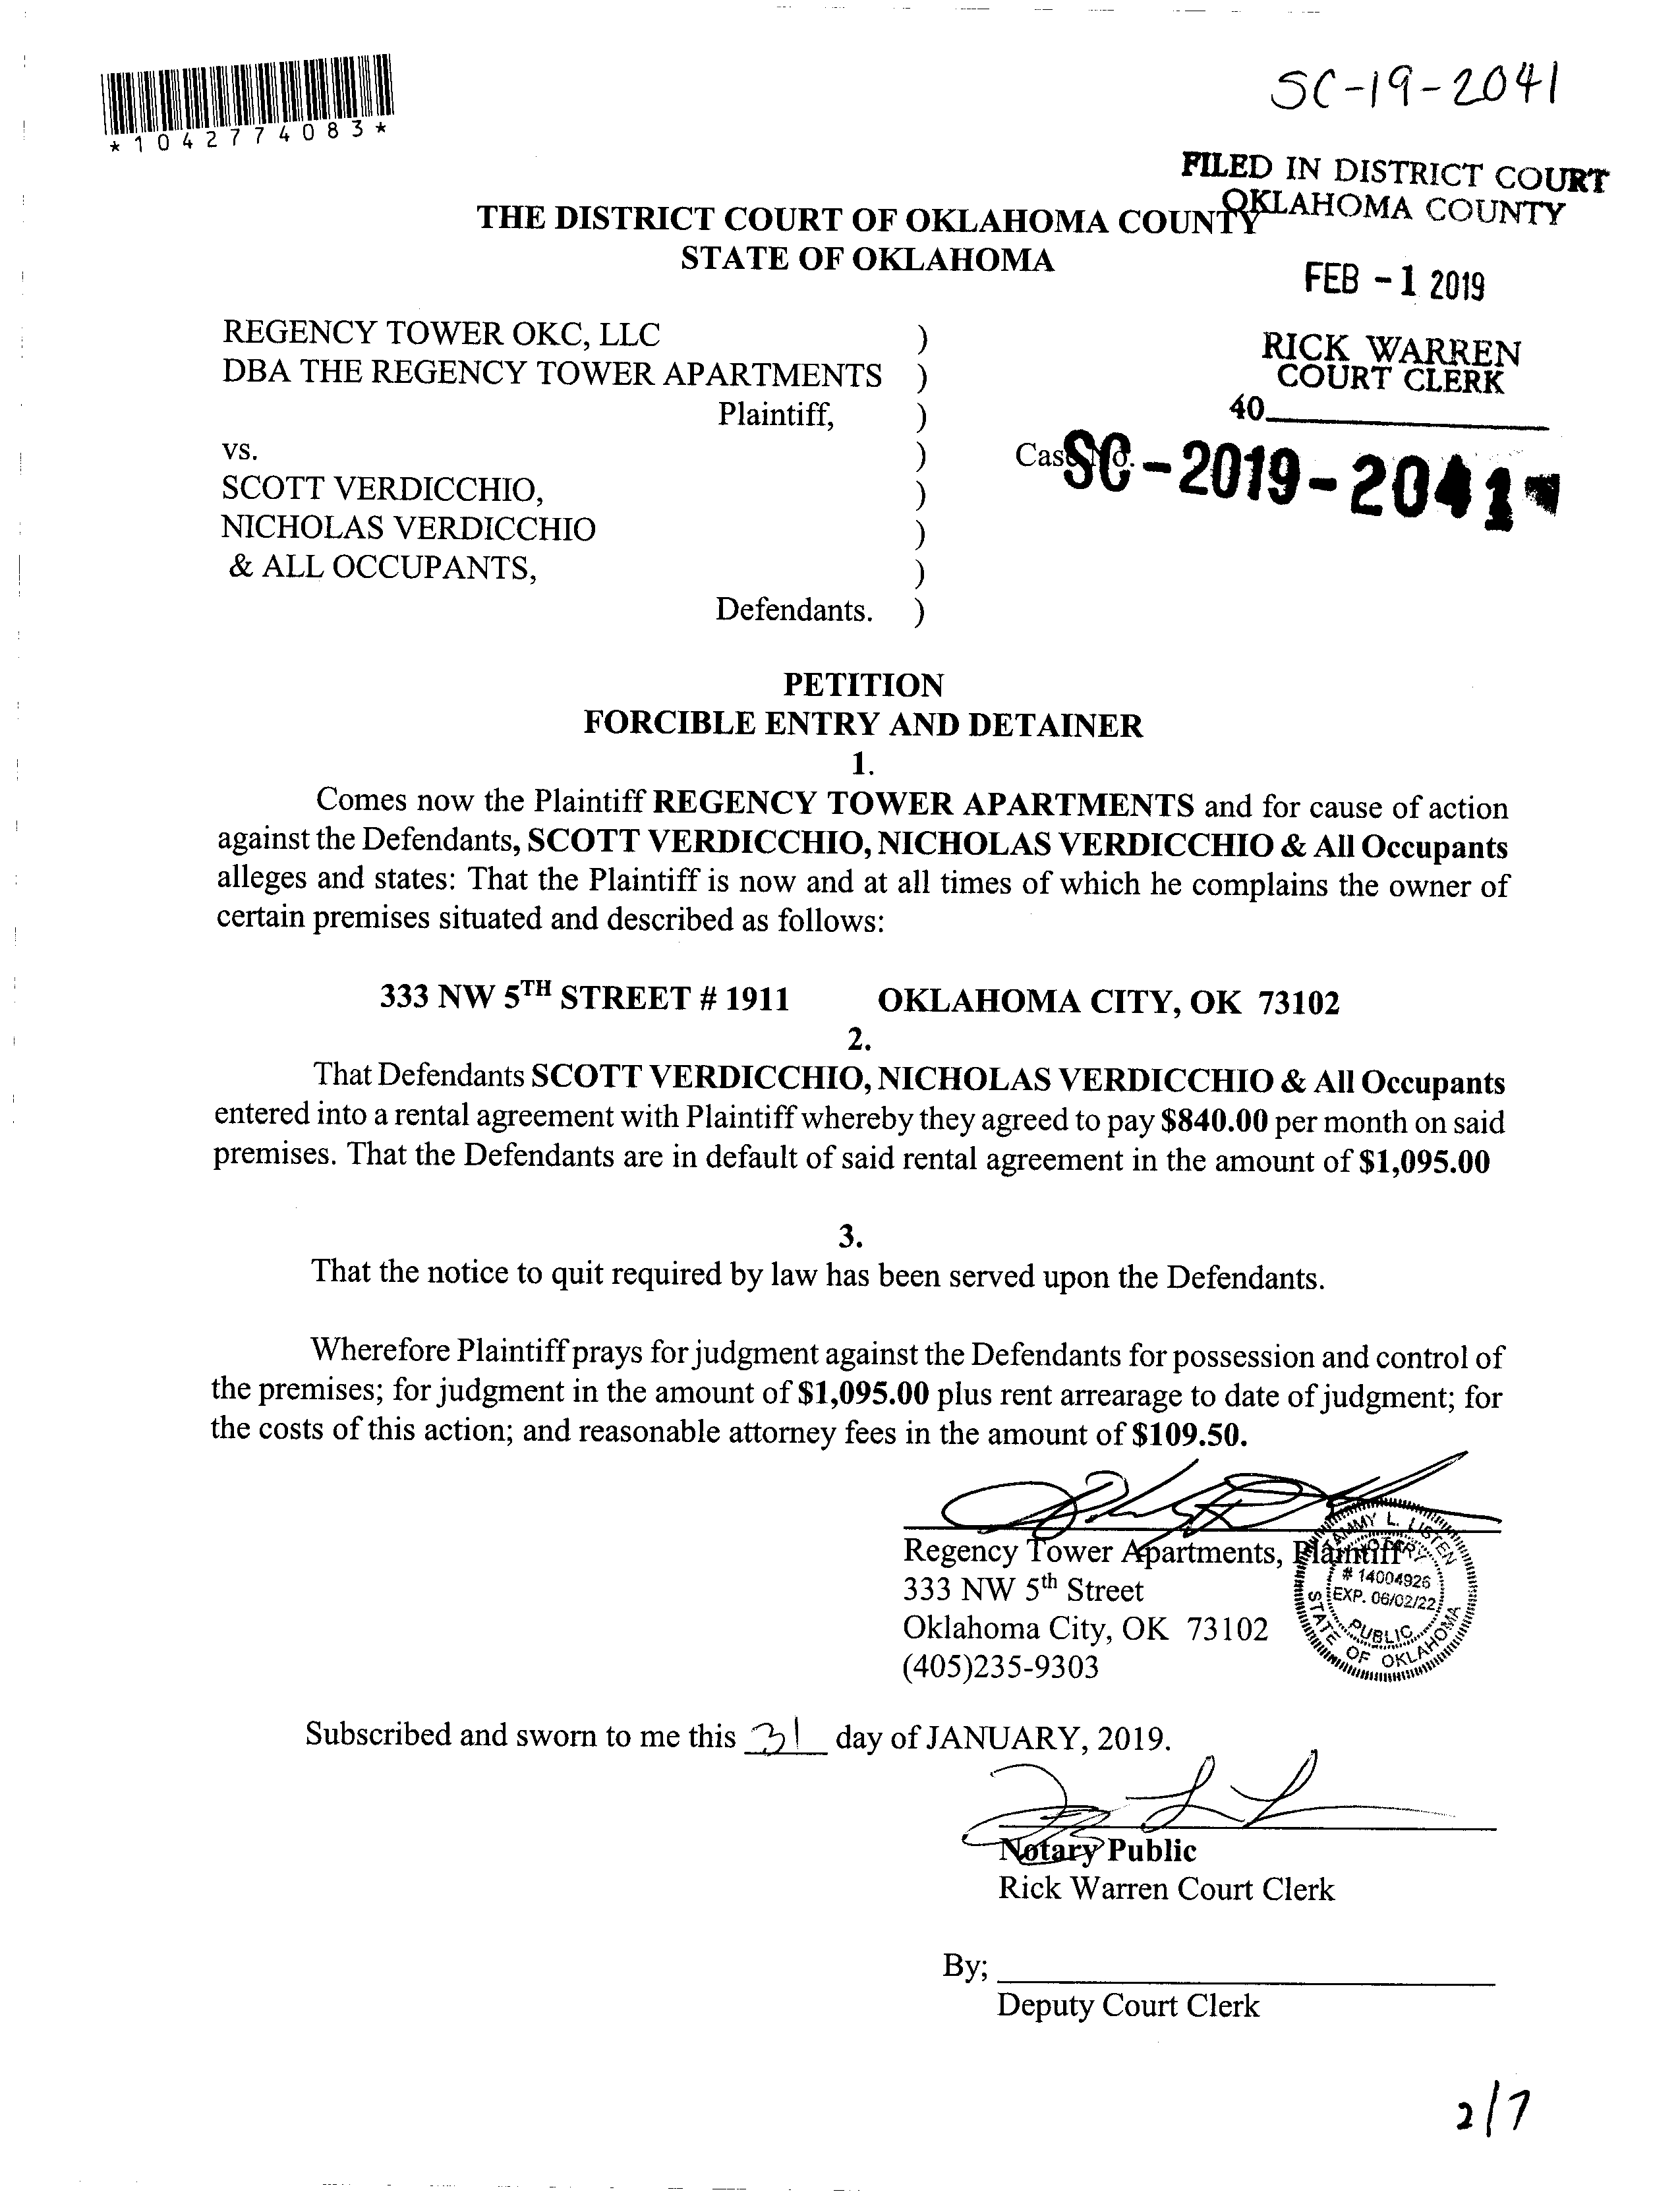 *1042774083*
SC-19-2041
FILED IN DISTRICT COURT
OKLAHOMA COUNTY
THE DISTRICT COURT OF OKLAHOMA COUNTY
STATE OF OKLAHOMA
FEB - 1 2019
RICK WARREN
COURT CLERK
40
REGENCY TOWER OKC, LLC )
DBA THE REGENCY TOWER APARTMENTS )
Plaintiff, )
vs. ) Case No. SC-2019-2041
SCOTT VERDICCHIO, )
NICHOLAS VERDICCHIO )
& ALL OCCUPANTS, )
Defendants. )
PETITION
FORCIBLE ENTRY AND DETAINER
1.
Comes now the Plaintiff REGENCY TOWER APARTMENTS and for cause of action
against the Defendants, SCOTT VERDICCHIO, NICHOLAS VERDICCHIO & All Occupants
alleges and states: That the Plaintiff is now and at all times of which he complains the owner of
certain premises situated and described as follows:
333 NW 5TH STREET # 1911 OKLAHOMA CITY, OK 73102
2.
That Defendants SCOTT VERDICCHIO, NICHOLAS VERDICCHIO & All Occupants
entered into a rental agreement with Plaintiff whereby they agreed to pay $840.00 per month on said
premises. That the Defendants are in default of said rental agreement in the amount of $1,095.00
3.
That the notice to quit required by law has been served upon the Defendants.
Wherefore Plaintiff prays for judgment against the Defendants for possession and control of
the premises; for judgment in the amount of $1,095.00 plus rent arrearage to date of judgment; for
the costs of this action; and reasonable attorney fees in the amount of $109.50.
Regency Tower Apartments, Plaintiff
333 NW 5th Street
Oklahoma City, OK 73102
(405)235-9303
L. LISTEN
NOTARY
# 14004926
EXP. 06/02/22
PUBLIC
STATE OF OKLAHOMA
Subscribed and sworn to me this 31 day of JANUARY, 2019.
Notary Public
Rick Warren Court Clerk
By;
Deputy Court Clerk
2/7